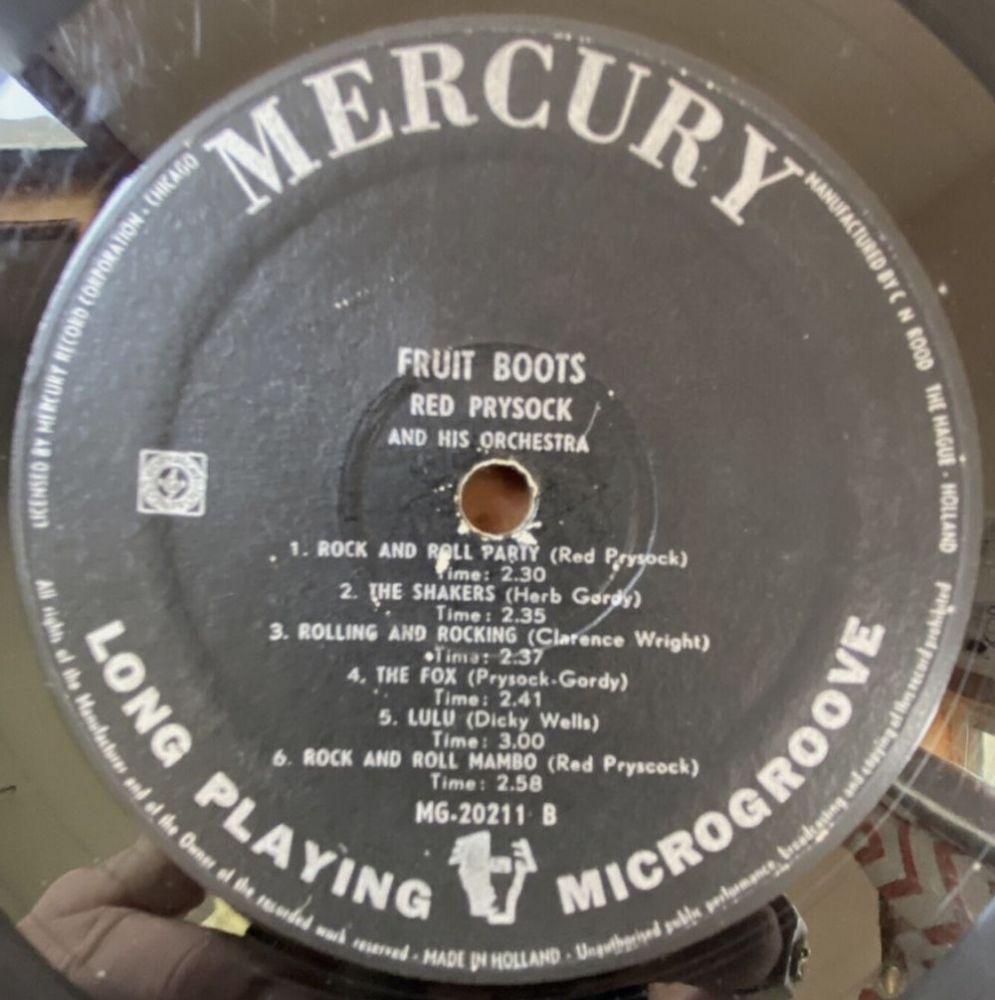 MERCURY
LICENSED BY MERCURY RECORD CORPORATION - CHICAGO
MANUFACTURED BY C N ROOD THE HAGUE - HOLLAND
FRUIT BOOTS
RED PRYSOCK
AND HIS ORCHESTRA
1. ROCK AND ROLL PARTY (Red Prysock)
Time: 2.30
2. THE SHAKERS (Herb Gordy)
Time: 2.35
3. ROLLING AND ROCKING (Clarence Wright)
Time: 2.37
4. THE FOX (Prysock-Gordy)
Time: 2.41
5. LULU (Dicky Wells)
Time: 3.00
6. ROCK AND ROLL MAMBO (Red Pryscock)
Time: 2.58
MG-20211 B
LONG PLAYING MICROGROOVE
All rights of the Manufacturer and of the Owner of the recorded work reserved - MADE IN HOLLAND - Unauthorised public performance, broadcasting and copying of this record prohibited